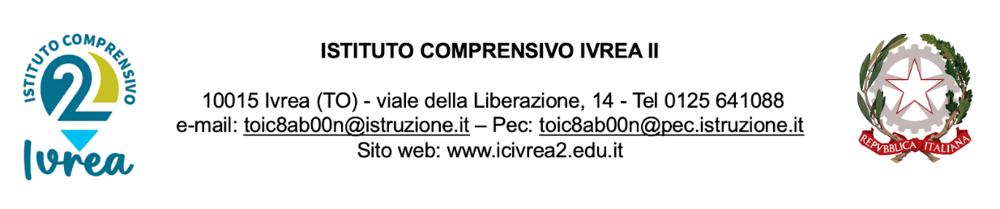 ISTITUTO COMPRENSIVO
2
Ivrea
ISTITUTO COMPRENSIVO IVREA II
10015 Ivrea (TO) - viale della Liberazione, 14 - Tel 0125 641088
e-mail: toic8ab00n@istruzione.it – Pec: toic8ab00n@pec.istruzione.it
Sito web: www.icivrea2.edu.it
REPVBBLICA ITALIANA